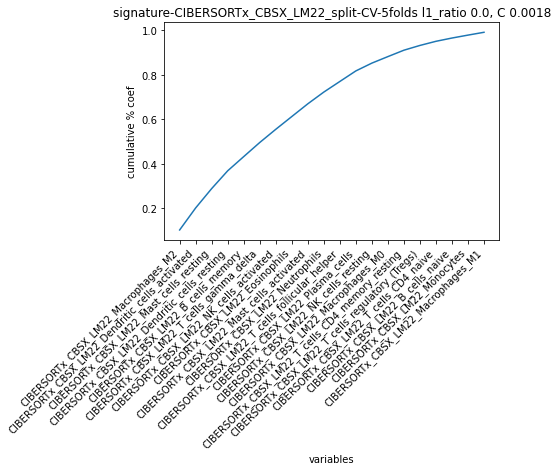 signature-CIBERSORTx_CBSX_LM22_split-CV-5folds l1_ratio 0.0, C 0.0018
1.0
0.8
0.6
0.4
0.2
cumulative % coef
CIBERSORTx_CBSX_LM22_Macrophages_M2
CIBERSORTx_CBSX_LM22_Dendritic_cells_activated
CIBERSORTx_CBSX_LM22_Mast_cells_resting
CIBERSORTx_CBSX_LM22_Dendritic_cells_resting
CIBERSORTx_CBSX_LM22_B_cells_memory
CIBERSORTx_CBSX_LM22_T_cells_gamma_delta
CIBERSORTx_CBSX_LM22_NK_cells_activated
CIBERSORTx_CBSX_LM22_Eosinophils
CIBERSORTx_CBSX_LM22_Mast_cells_activated
CIBERSORTx_CBSX_LM22_Neutrophils
CIBERSORTx_CBSX_LM22_T_cells_follicular_helper
CIBERSORTx_CBSX_LM22_Plasma_cells
CIBERSORTx_CBSX_LM22_NK_cells_resting
CIBERSORTx_CBSX_LM22_Macrophages_M0
CIBERSORTx_CBSX_LM22_T_cells_CD4_memory_resting
CIBERSORTx_CBSX_LM22_T_cells_regulatory_(Tregs)
CIBERSORTx_CBSX_LM22_T_cells_CD4_naive
CIBERSORTx_CBSX_LM22_B_cells_naive
CIBERSORTx_CBSX_LM22_Monocytes
CIBERSORTx_CBSX_LM22_Macrophages_M1
variables